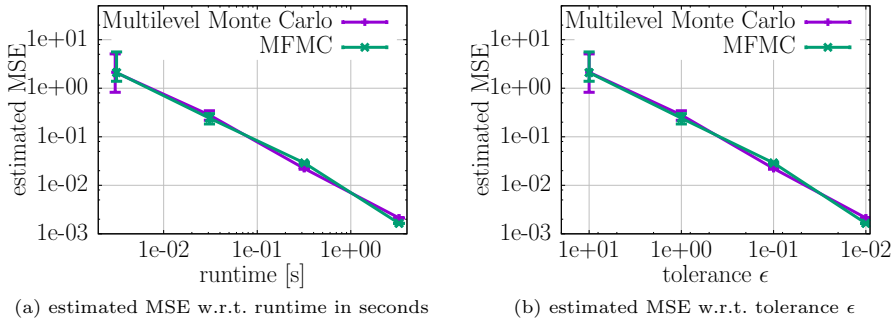 Multilevel Monte Carlo
MFMC
1e+01
1e+00
1e-01
1e-02
1e-03
estimated MSE
1e-02
1e-01
1e+00
runtime [s]
(a) estimated MSE w.r.t. runtime in seconds
Multilevel Monte Carlo
MFMC
1e+01
1e+00
1e-01
1e-02
1e-03
estimated MSE
1e+01
1e+00
1e-01
1e-02
tolerance ϵ
(b) estimated MSE w.r.t. tolerance ϵ